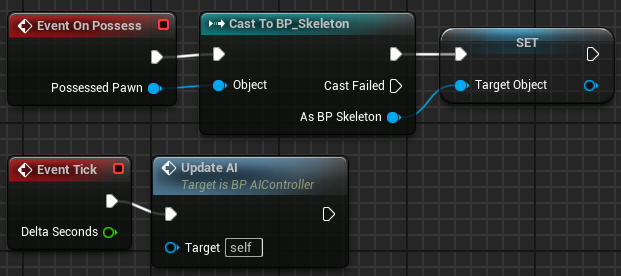 Event On Possess
Possessed Pawn
Cast To BP_Skeleton
Object
Cast Failed
As BP Skeleton
SET
Target Object
Event Tick
Delta Seconds
Update AI
Target is BP AIController
Target self